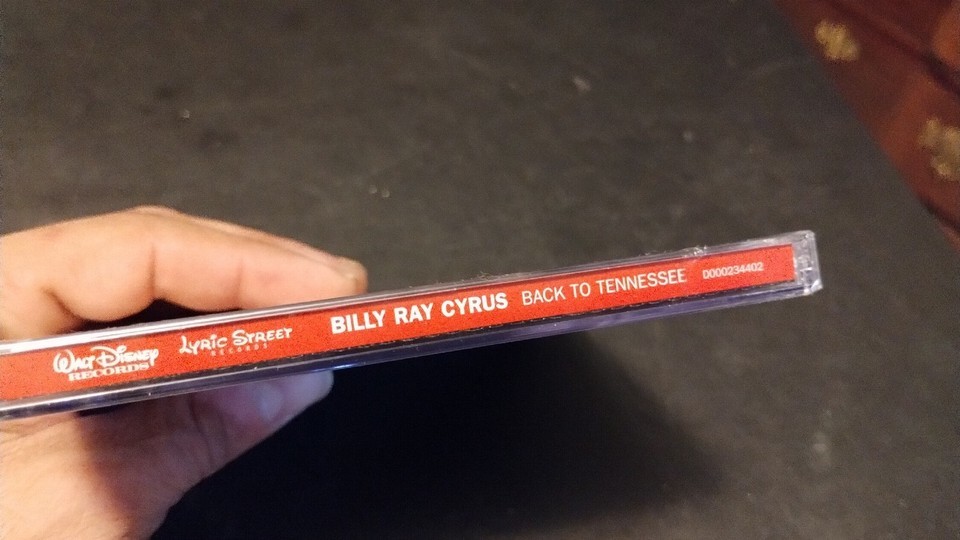 WALT DISNEY RECORDS
LYRIC STREET RECORDS
BILLY RAY CYRUS BACK TO TENNESSEE D000234402